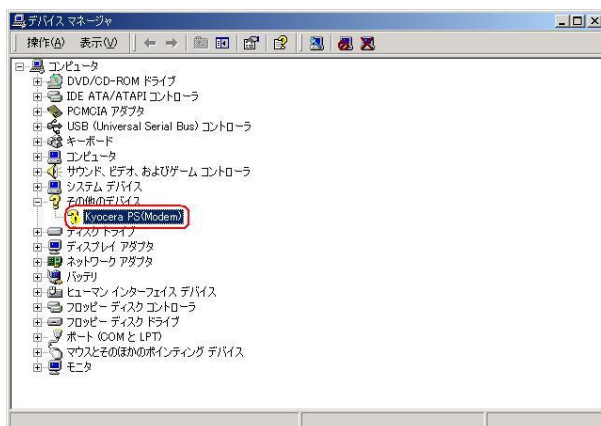 デバイス マネージャ
操作(A) 表示(V)
コンピュータ
DVD/CD-ROM ドライブ
IDE ATA/ATAPI コントローラ
PCMCIA アダプタ
USB (Universal Serial Bus) コントローラ
キーボード
コンピュータ
サウンド、ビデオ、およびゲーム コントローラ
システム デバイス
その他のデバイス
Kyocera PS(Modem)
ディスク ドライブ
ディスプレイ アダプタ
ネットワーク アダプタ
バッテリ
ヒューマン インターフェイス デバイス
フロッピー ディスク コントローラ
フロッピー ディスク ドライブ
ポート (COM と LPT)
マウスとそのほかのポインティング デバイス
モニタ